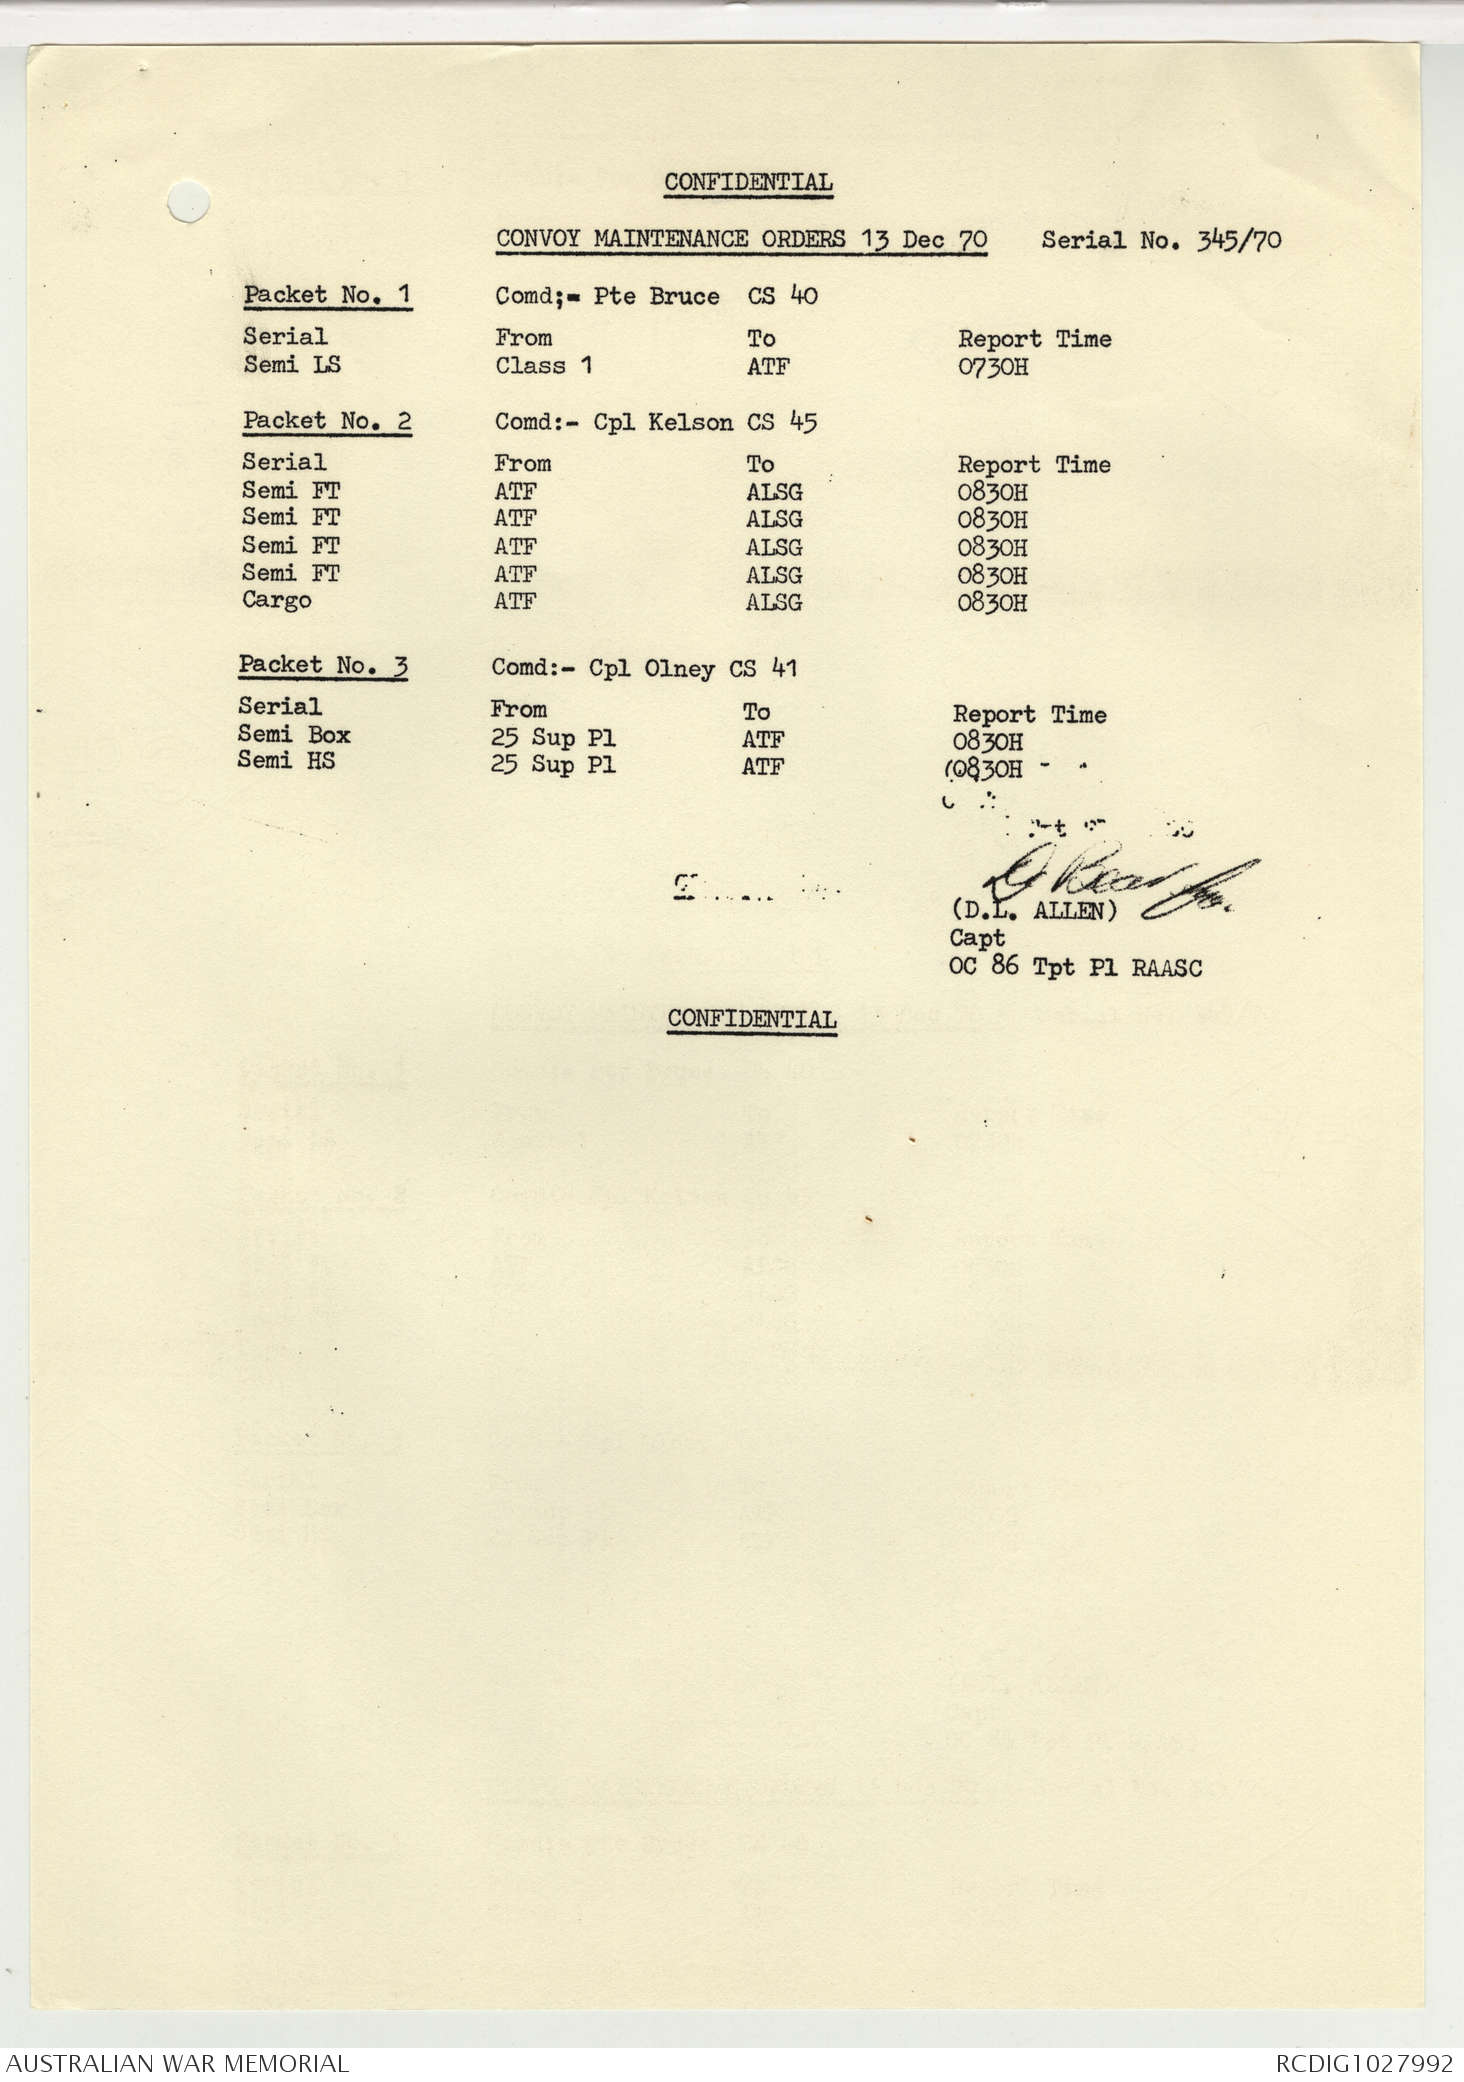 CONFIDENTIAL
CONVOY MAINTENANCE ORDERS 13 Dec 70 Serial No. 345/70
Packet No. 1 Comd;- Pte Bruce CS 40
Serial From To Report Time
Semi LS Class 1 ATF 0730H
Packet No. 2 Comd:- Cpl Kelson CS 45
Serial From To Report Time
Semi FT ATF ALSG 0830H
Semi FT ATF ALSG 0830H
Semi FT ATF ALSG 0830H
Semi FT ATF ALSG 0830H
Cargo ATF ALSG 0830H
Packet No. 3 Comd:- Cpl Olney CS 41
Serial From To Report Time
Semi Box 25 Sup Pl ATF 0830H
Semi HS 25 Sup Pl ATF 0830H
(D.L. ALLEN)
Capt
OC 86 Tpt Pl RAASC
CONFIDENTIAL
AUSTRALIAN WAR MEMORIAL RCDIG1027992